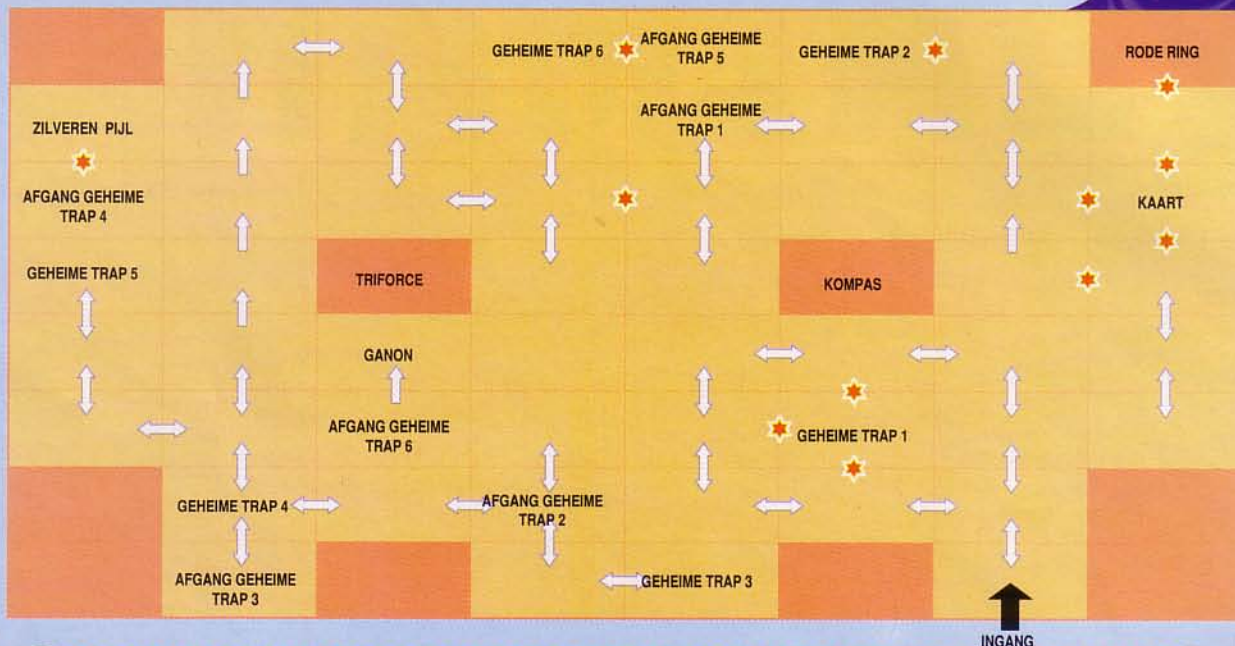 GEHEIME TRAP 6
AFGANG GEHEIME
TRAP 5
GEHEIME TRAP 2
RODE RING
ZILVEREN PIJL
AFGANG GEHEIME
TRAP 1
AFGANG GEHEIME
TRAP 4
KAART
GEHEIME TRAP 5
TRIFORCE
KOMPAS
GANON
AFGANG GEHEIME
TRAP 6
GEHEIME TRAP 1
GEHEIME TRAP 4
AFGANG GEHEIME
TRAP 2
AFGANG GEHEIME
TRAP 3
GEHEIME TRAP 3
INGANG